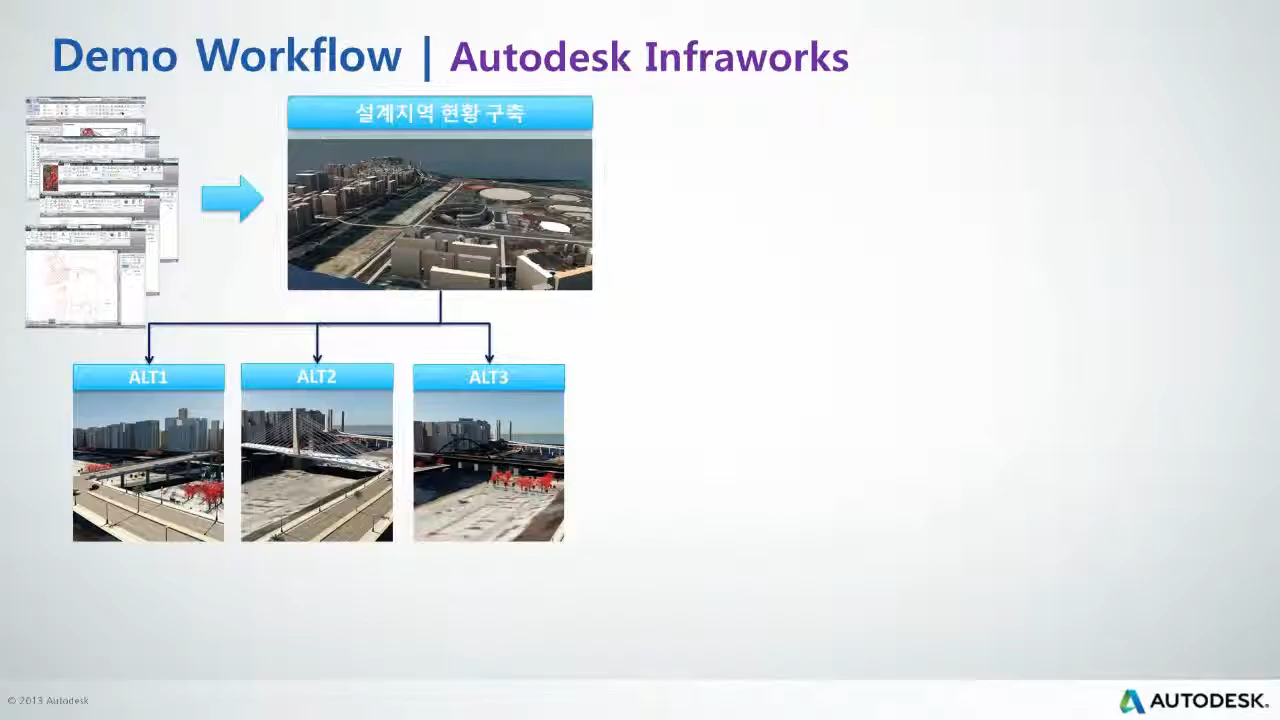 Demo Workflow | Autodesk Infraworks
설계지역 현황 구축
ALT1
ALT2
ALT3
© 2013 Autodesk
AUTODESK.